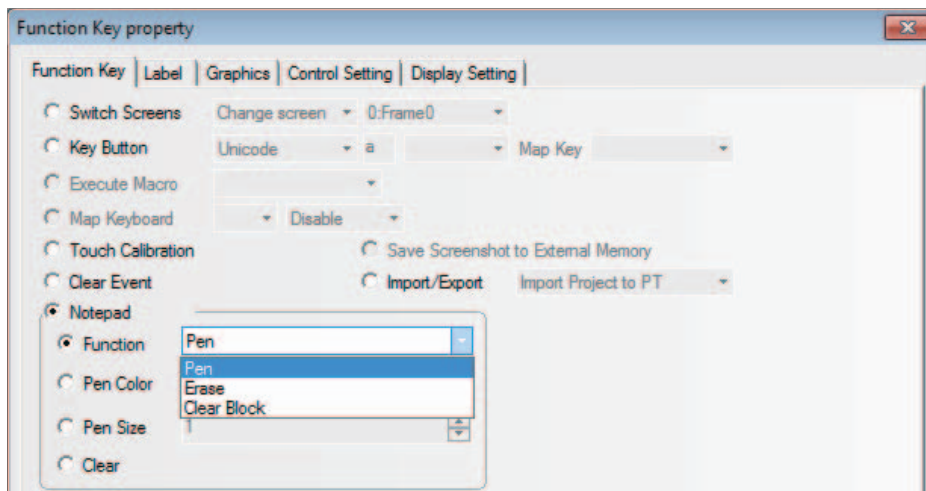 Function Key property
Function Key Label Graphics Control Setting Display Setting
Switch Screens Change screen 0:Frame0
Key Button Unicode a Map Key
Execute Macro
Map Keyboard Disable
Touch Calibration Save Screenshot to External Memory
Clear Event Import/Export Import Project to PT
Notepad
Function Pen
Pen
Pen Color Erase
Clear Block
Pen Size 1
Clear